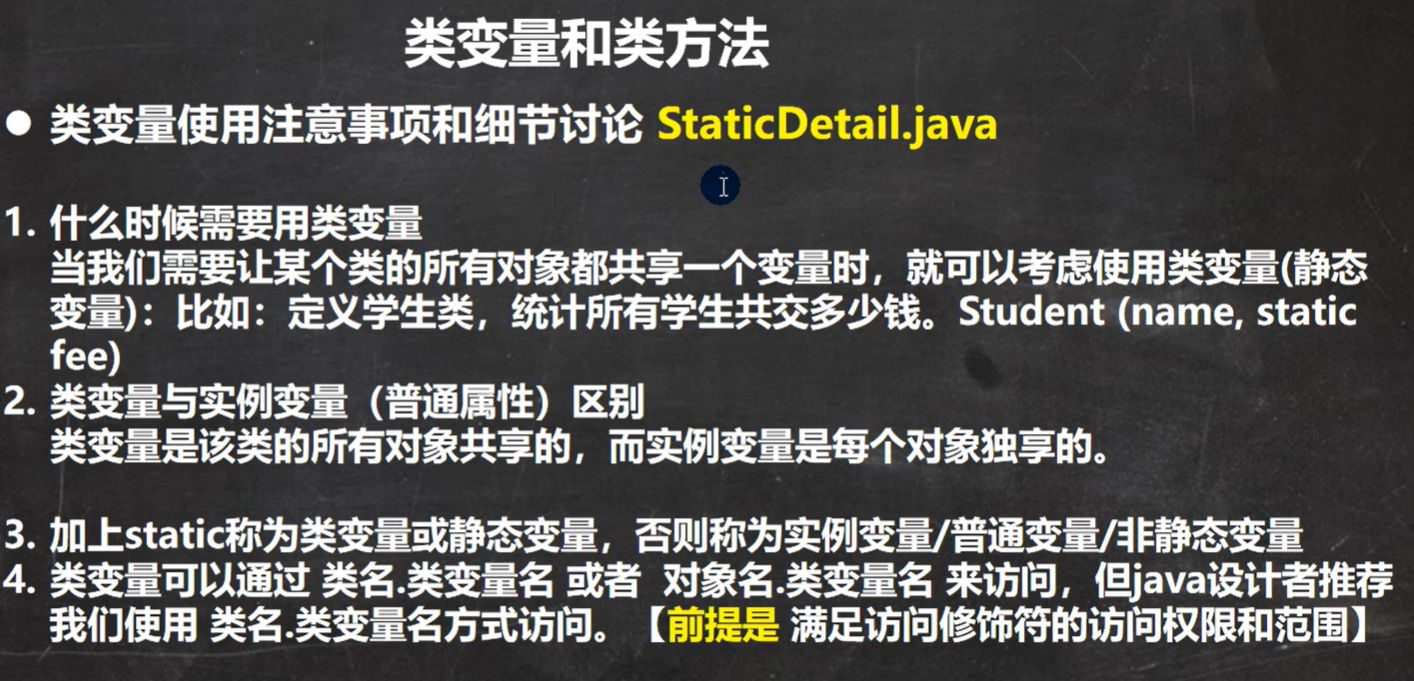 类变量和类方法
● 类变量使用注意事项和细节讨论 StaticDetail.java
1. 什么时候需要用类变量
当我们需要让某个类的所有对象都共享一个变量时，就可以考虑使用类变量(静态
变量)：比如：定义学生类，统计所有学生共交多少钱。Student (name, static
fee)
2. 类变量与实例变量（普通属性）区别
类变量是该类的所有对象共享的，而实例变量是每个对象独享的。
3. 加上static称为类变量或静态变量，否则称为实例变量/普通变量/非静态变量
4. 类变量可以通过 类名.类变量名 或者 对象名.类变量名 来访问，但java设计者推荐
我们使用 类名.类变量名方式访问。【前提是 满足访问修饰符的访问权限和范围】